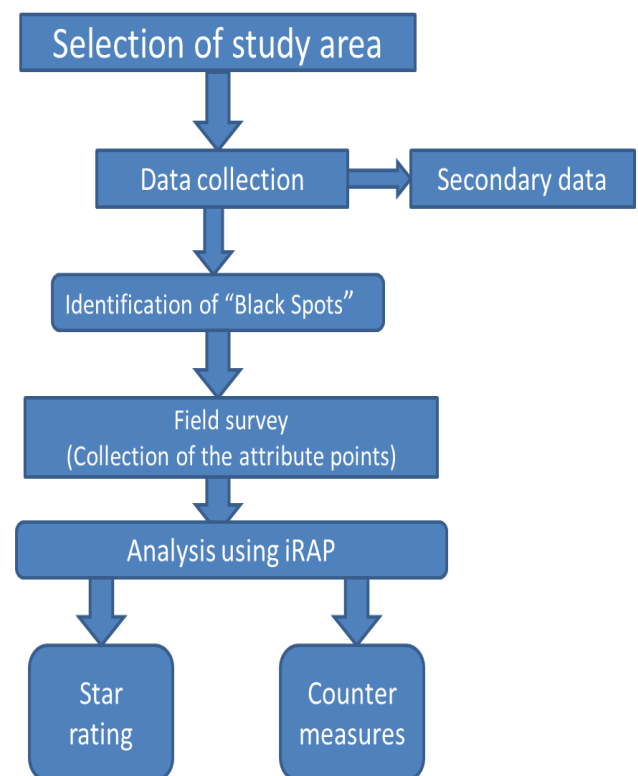 Selection of study area
Data collection
Secondary data
Identification of “Black Spots”
Field survey
(Collection of the attribute points)
Analysis using iRAP
Star
rating
Counter
measures